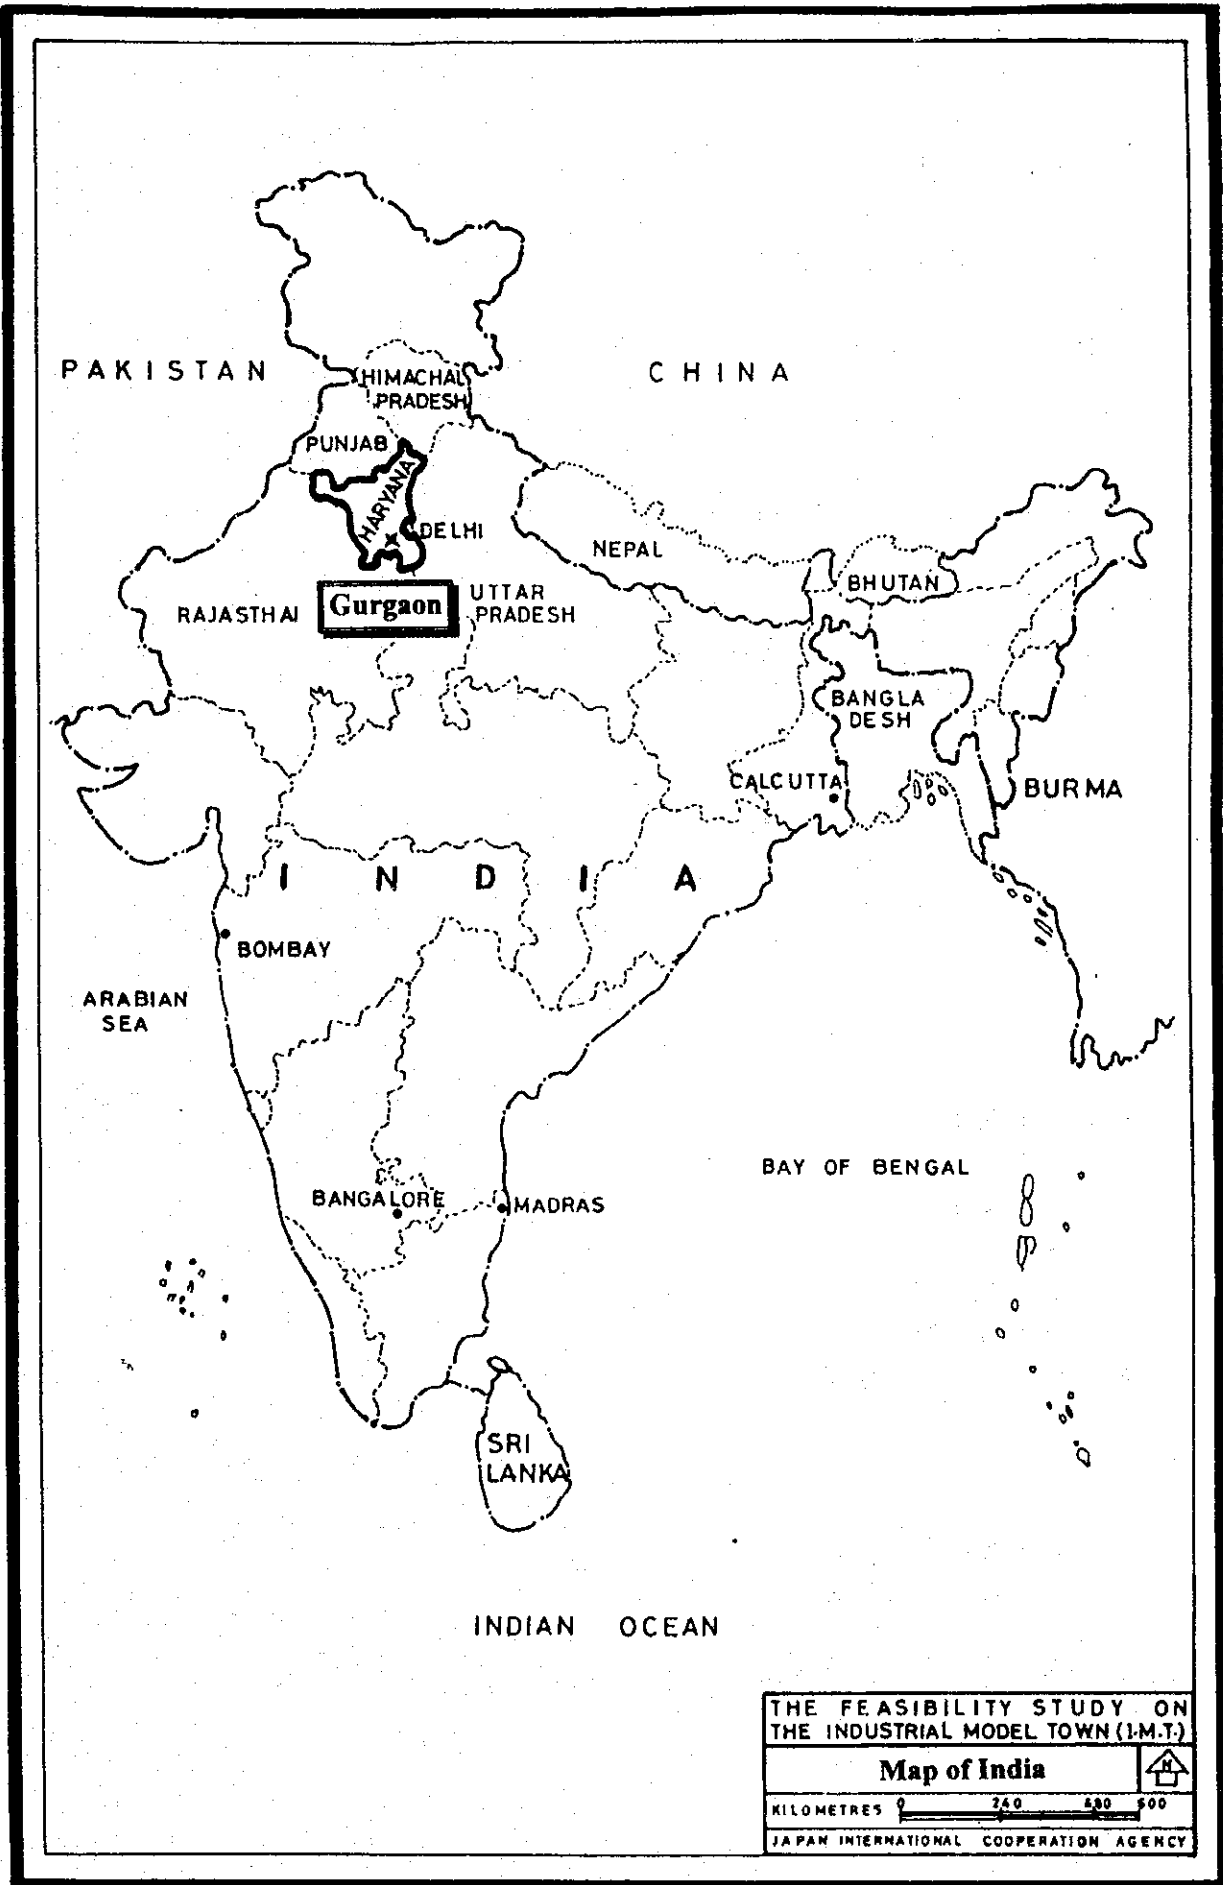 PAKISTAN
CHINA
HIMACHAL
PRADESH
PUNJAB
HARYANA
DELHI
NEPAL
BHUTAN
RAJASTHAI
Gurgaon
UTTAR
PRADESH
BANGLA
DESH
CALCUTTA
BURMA
INDIA
BOMBAY
ARABIAN
SEA
BAY OF BENGAL
BANGALORE
MADRAS
SRI
LANKA
INDIAN OCEAN
THE FEASIBILITY STUDY ON
THE INDUSTRIAL MODEL TOWN (I.M.T.)
Map of India
N
KILOMETRES 0 240 480 600
JAPAN INTERNATIONAL COOPERATION AGENCY